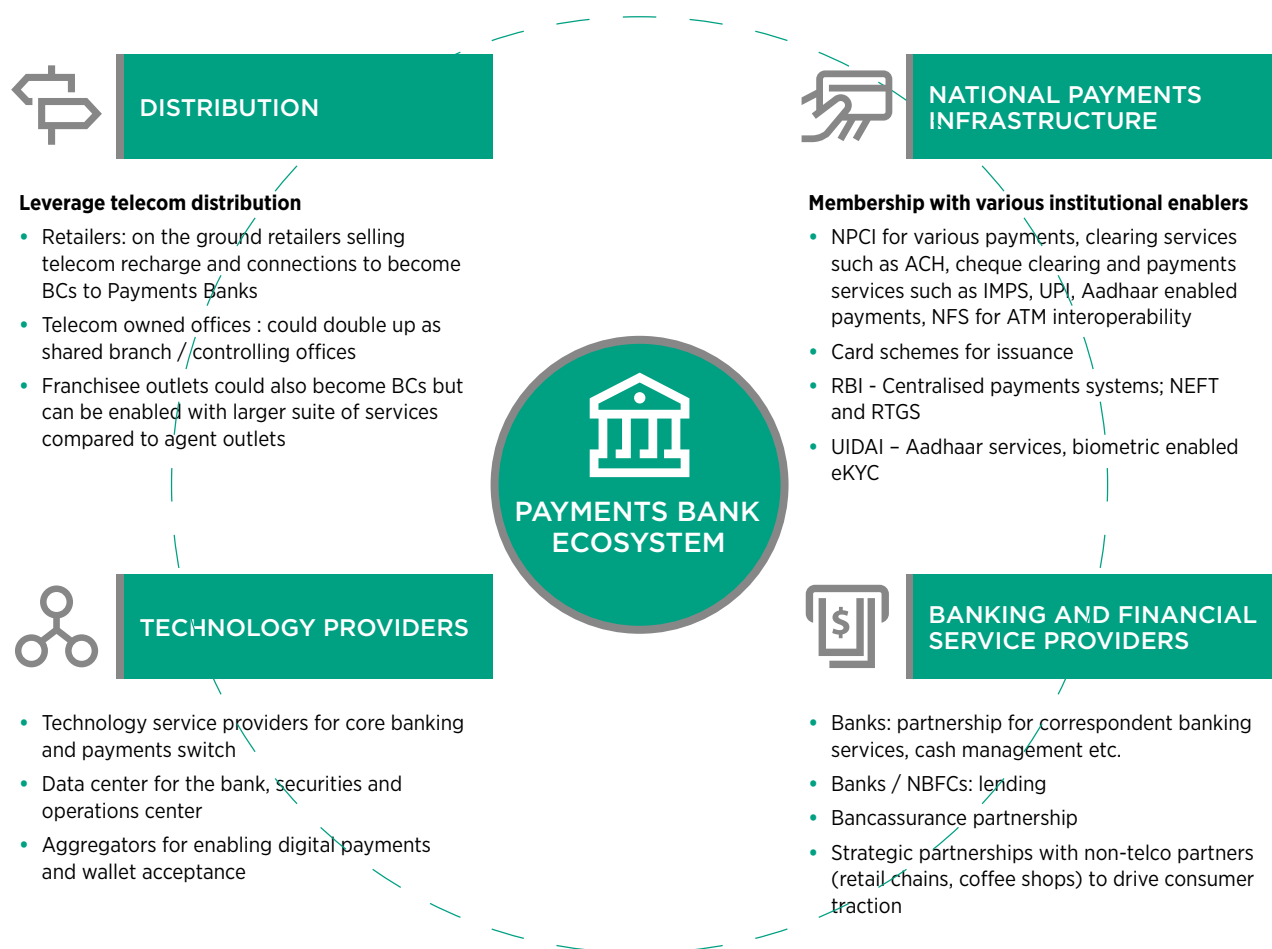 DISTRIBUTION
Leverage telecom distribution
• Retailers: on the ground retailers selling
telecom recharge and connections to become
BCs to Payments Banks
• Telecom owned offices : could double up as
shared branch / controlling offices
• Franchisee outlets could also become BCs but
can be enabled with larger suite of services
compared to agent outlets
NATIONAL PAYMENTS
INFRASTRUCTURE
Membership with various institutional enablers
• NPCI for various payments, clearing services
such as ACH, cheque clearing and payments
services such as IMPS, UPI, Aadhaar enabled
payments, NFS for ATM interoperability
• Card schemes for issuance
• RBI - Centralised payments systems; NEFT
and RTGS
• UIDAI – Aadhaar services, biometric enabled
eKYC
PAYMENTS BANK
ECOSYSTEM
TECHNOLOGY PROVIDERS
• Technology service providers for core banking
and payments switch
• Data center for the bank, securities and
operations center
• Aggregators for enabling digital payments
and wallet acceptance
$
BANKING AND FINANCIAL
SERVICE PROVIDERS
• Banks: partnership for correspondent banking
services, cash management etc.
• Banks / NBFCs: lending
• Bancassurance partnership
• Strategic partnerships with non-telco partners
(retail chains, coffee shops) to drive consumer
traction